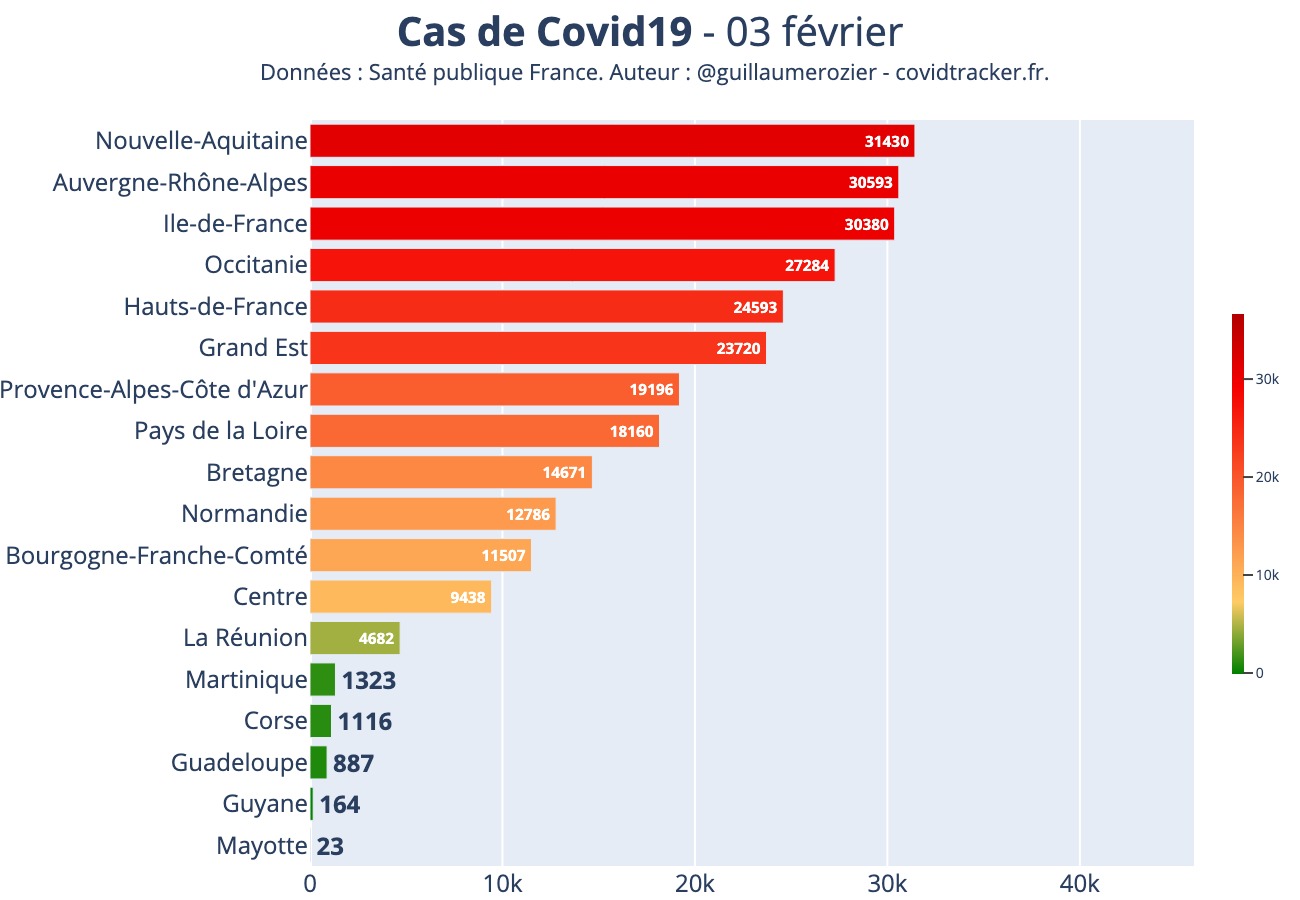 Cas de Covid19 - 03 février
Données : Santé publique France. Auteur : @guillaumerozier - covidtracker.fr.
Nouvelle-Aquitaine 31430
Auvergne-Rhône-Alpes 30593
Ile-de-France 30380
Occitanie 27284
Hauts-de-France 24593
Grand Est 23720
Provence-Alpes-Côte d'Azur 19196
Pays de la Loire 18160
Bretagne 14671
Normandie 12786
Bourgogne-Franche-Comté 11507
Centre 9438
La Réunion 4682
Martinique 1323
Corse 1116
Guadeloupe 887
Guyane 164
Mayotte 23
0 10k 20k 30k 40k
30k
20k
10k
0